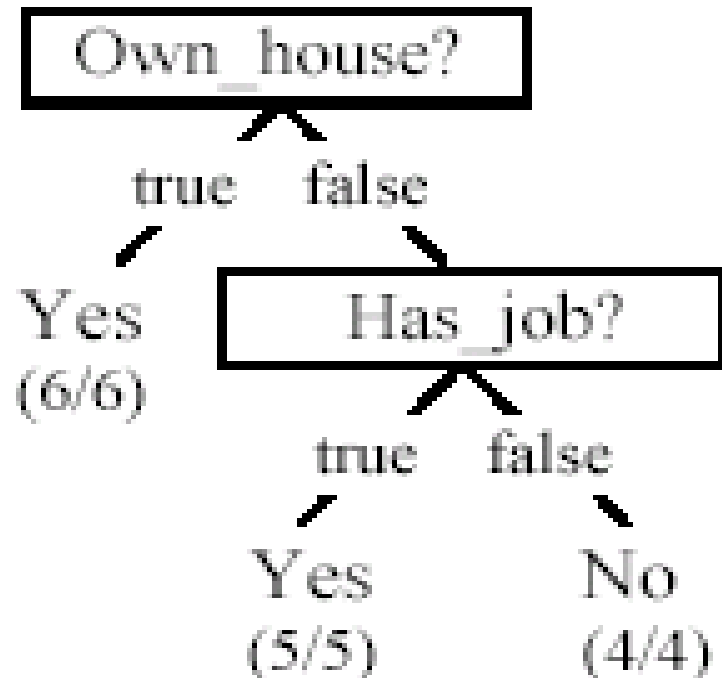 Own_house?
true false
Yes
(6/6)
Has_job?
true false
Yes No
(5/5) (4/4)